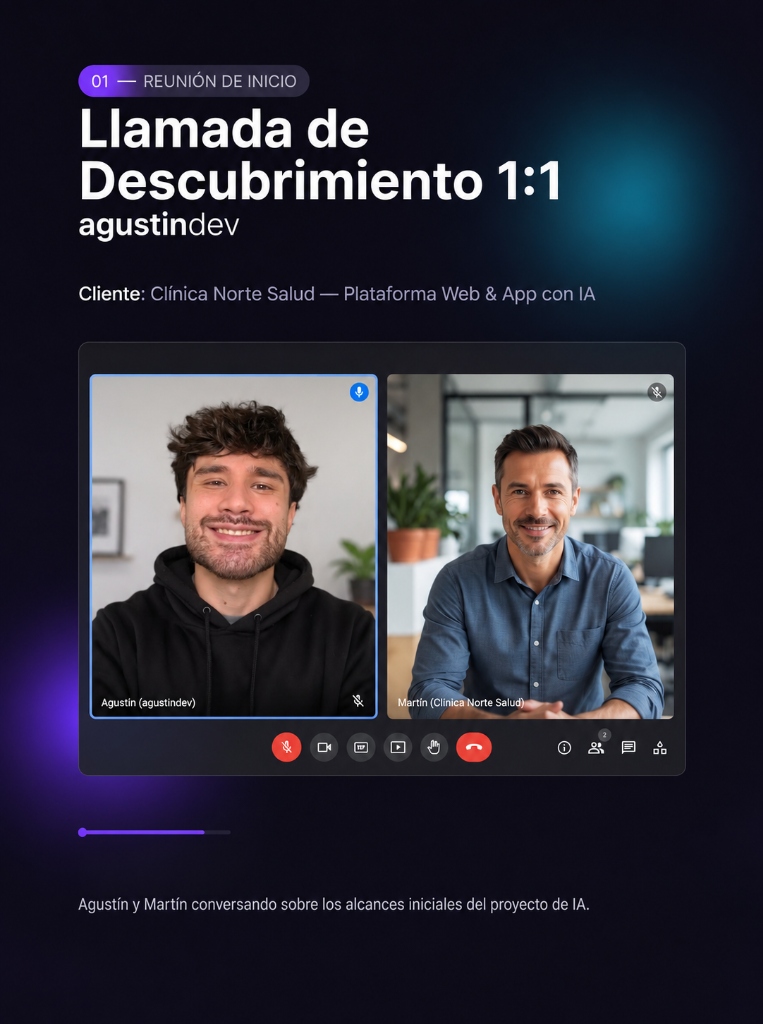 01 — REUNIÓN DE INICIO
Llamada de
Descubrimiento 1:1
agustindev
Cliente: Clínica Norte Salud — Plataforma Web & App con IA
Agustin (agustindev)
Martín (Clinica Norte Salud)
2
Agustín y Martín conversando sobre los alcances iniciales del proyecto de IA.